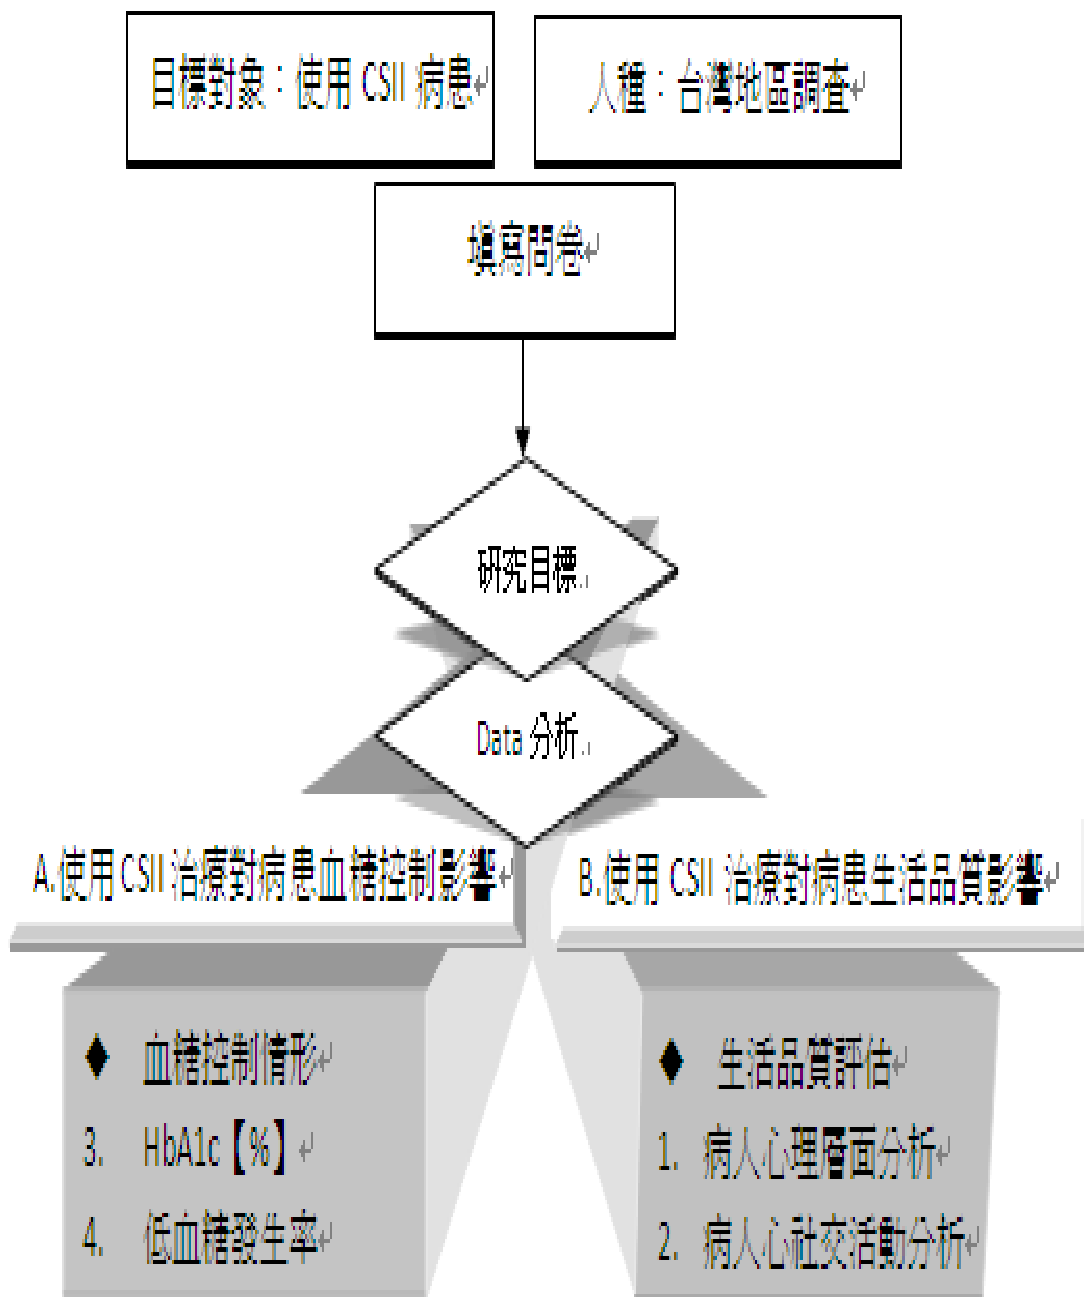 目標對象：使用 CSII 病患
人種：台灣地區調查
填寫問卷
研究目標
Data 分析
A.使用 CSII 治療對病患血糖控制影響
B.使用 CSII 治療對病患生活品質影響
◆ 血糖控制情形
3. HbA1c【%】
4. 低血糖發生率
◆ 生活品質評估
1. 病人心理層面分析
2. 病人心社交活動分析